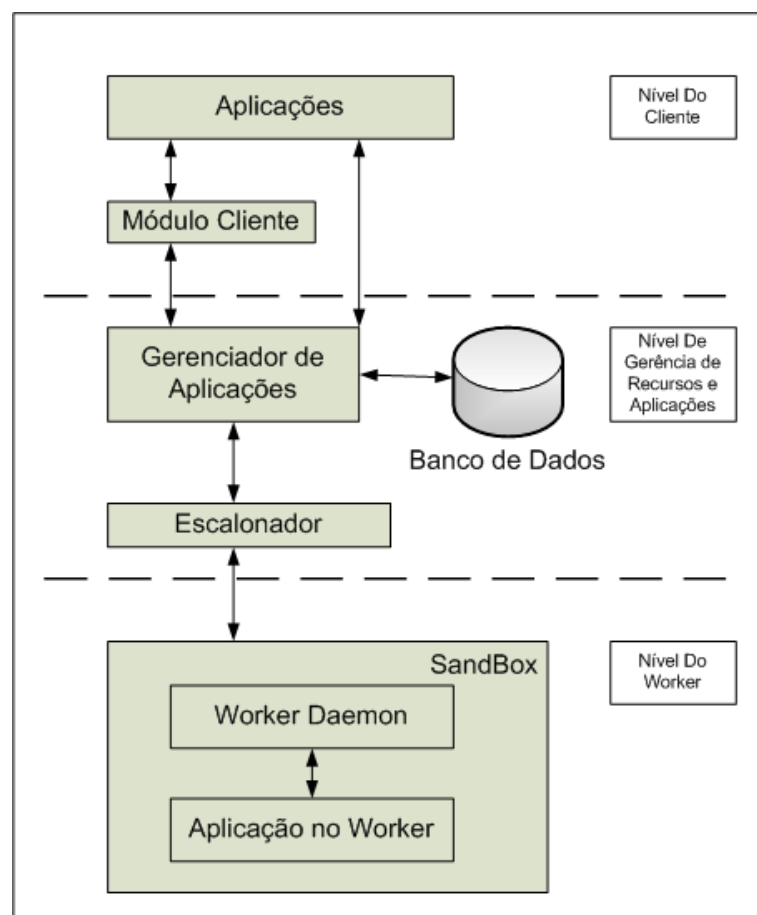 Aplicações
Nível Do
Cliente
Módulo Cliente
Gerenciador de
Aplicações
Nível De
Gerência de
Recursos e
Aplicações
Banco de Dados
Escalonador
SandBox
Nível Do
Worker
Worker Daemon
Aplicação no Worker